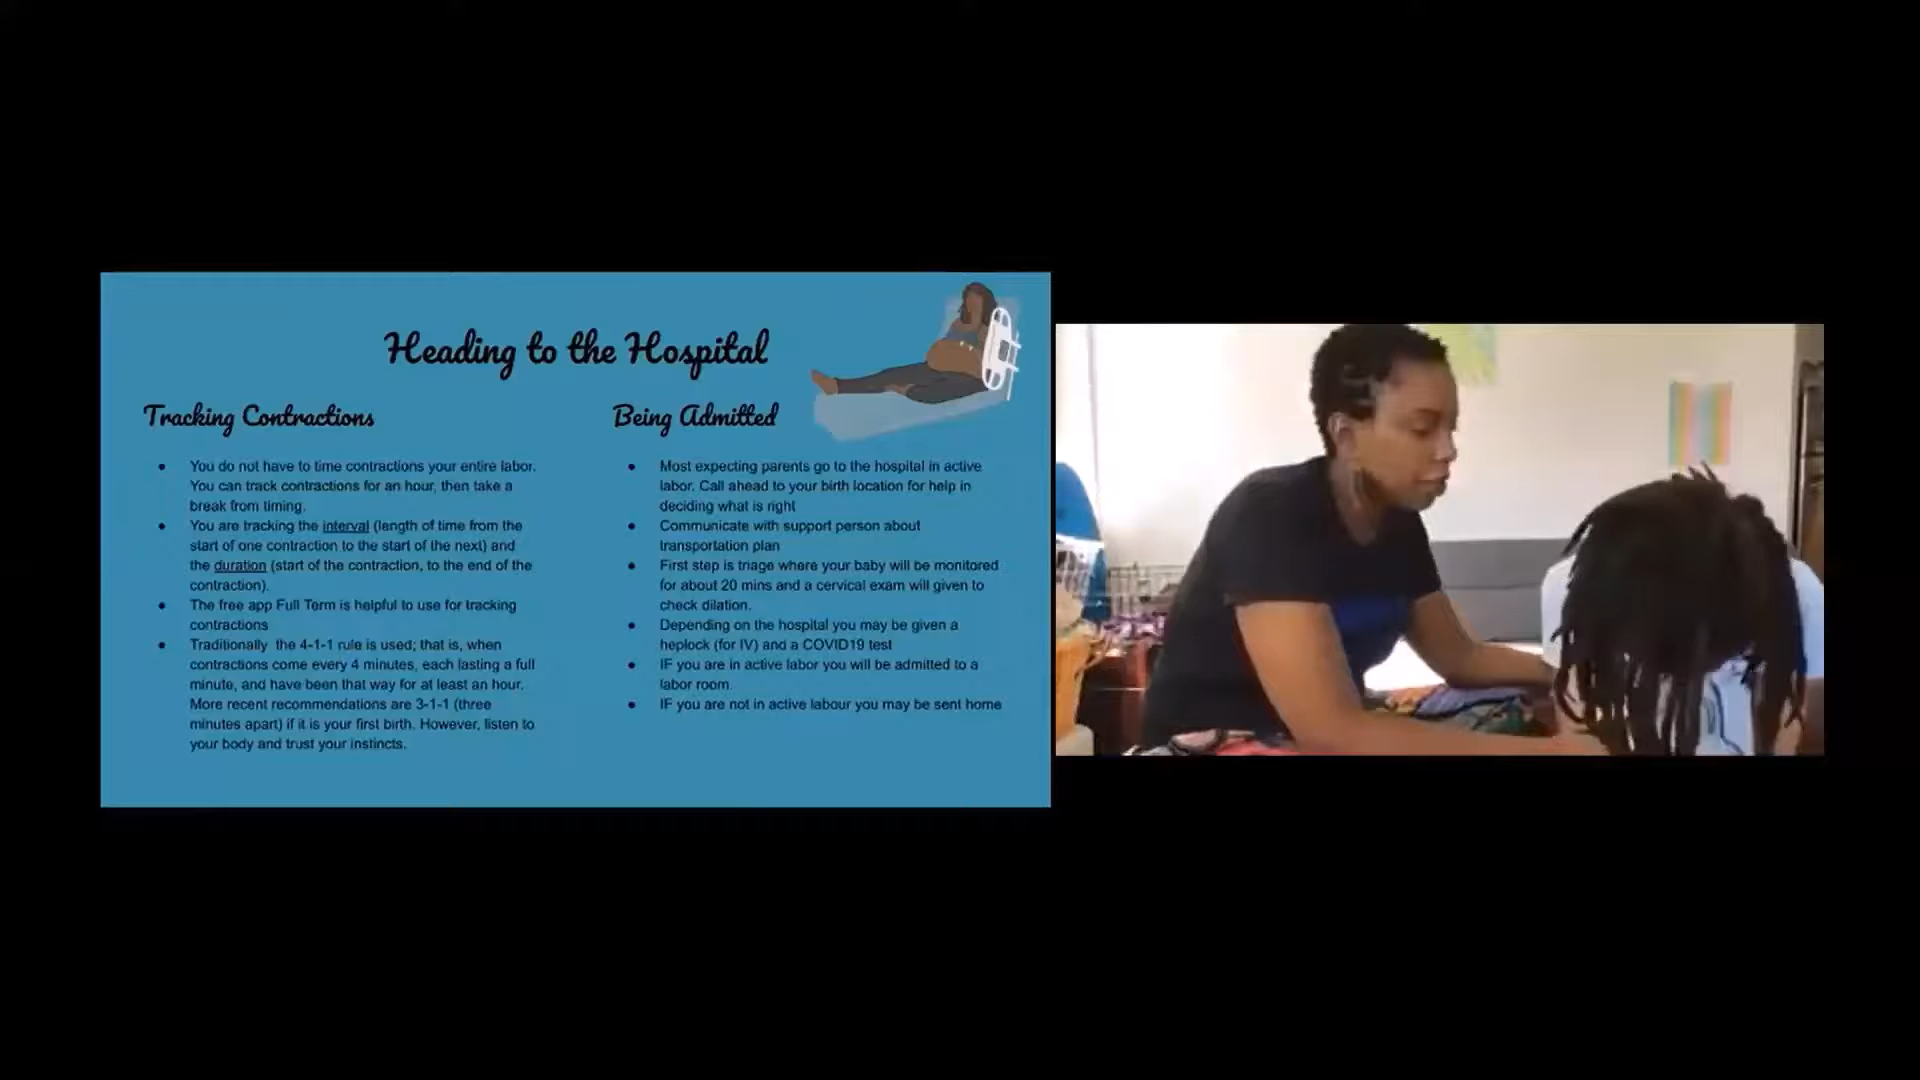 Heading to the Hospital
Tracking Contractions
● You do not have to time contractions your entire labor.
You can track contractions for an hour, then take a
break from timing.
● You are tracking the interval (length of time from the
start of one contraction to the start of the next) and
the duration (start of the contraction, to the end of the
contraction).
● The free app Full Term is helpful to use for tracking
contractions
● Traditionally the 4-1-1 rule is used; that is, when
contractions come every 4 minutes, each lasting a full
minute, and have been that way for at least an hour.
More recent recommendations are 3-1-1 (three
minutes apart) if it is your first birth. However, listen to
your body and trust your instincts.
Being Admitted
● Most expecting parents go to the hospital in active
labor. Call ahead to your birth location for help in
deciding what is right
● Communicate with support person about
transportation plan
● First step is triage where your baby will be monitored
for about 20 mins and a cervical exam will given to
check dilation.
● Depending on the hospital you may be given a
heplock (for IV) and a COVID19 test
● IF you are in active labor you will be admitted to a
labor room.
● IF you are not in active labour you may be sent home